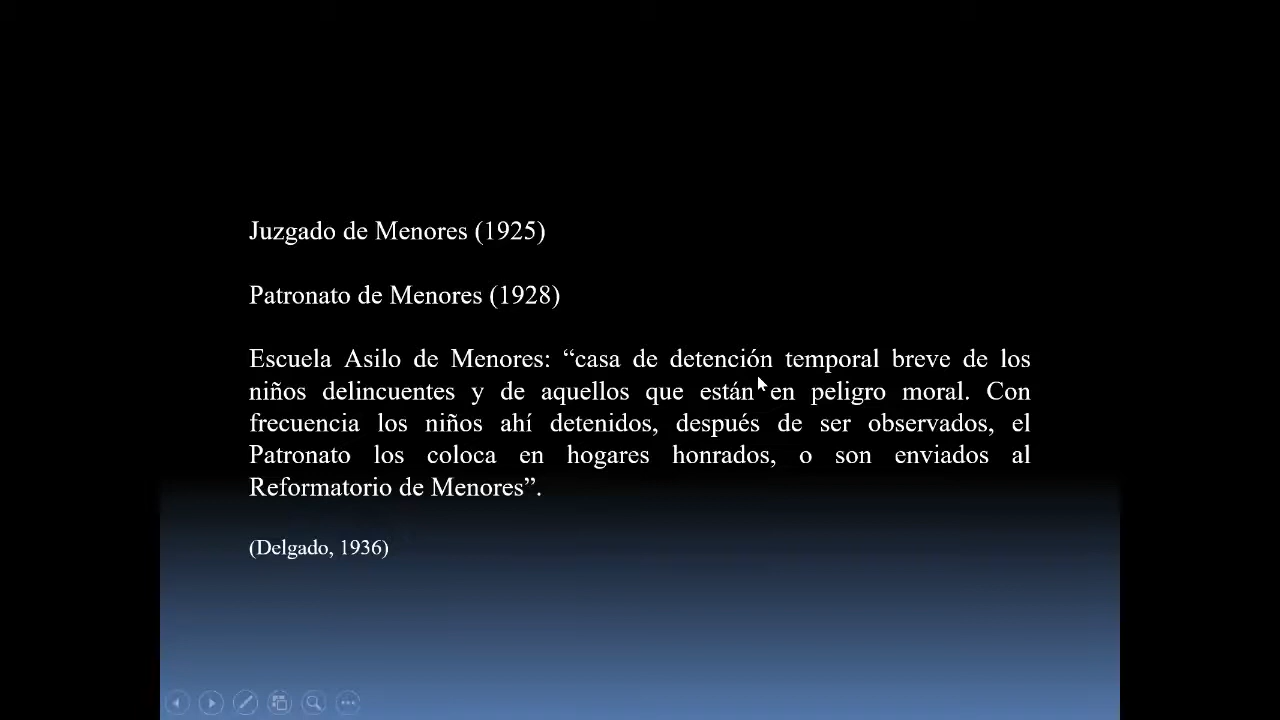 Juzgado de Menores (1925)
Patronato de Menores (1928)
Escuela Asilo de Menores: “casa de detención temporal breve de los
niños delincuentes y de aquellos que están en peligro moral. Con
frecuencia los niños ahí detenidos, después de ser observados, el
Patronato los coloca en hogares honrados, o son enviados al
Reformatorio de Menores”.
(Delgado, 1936)